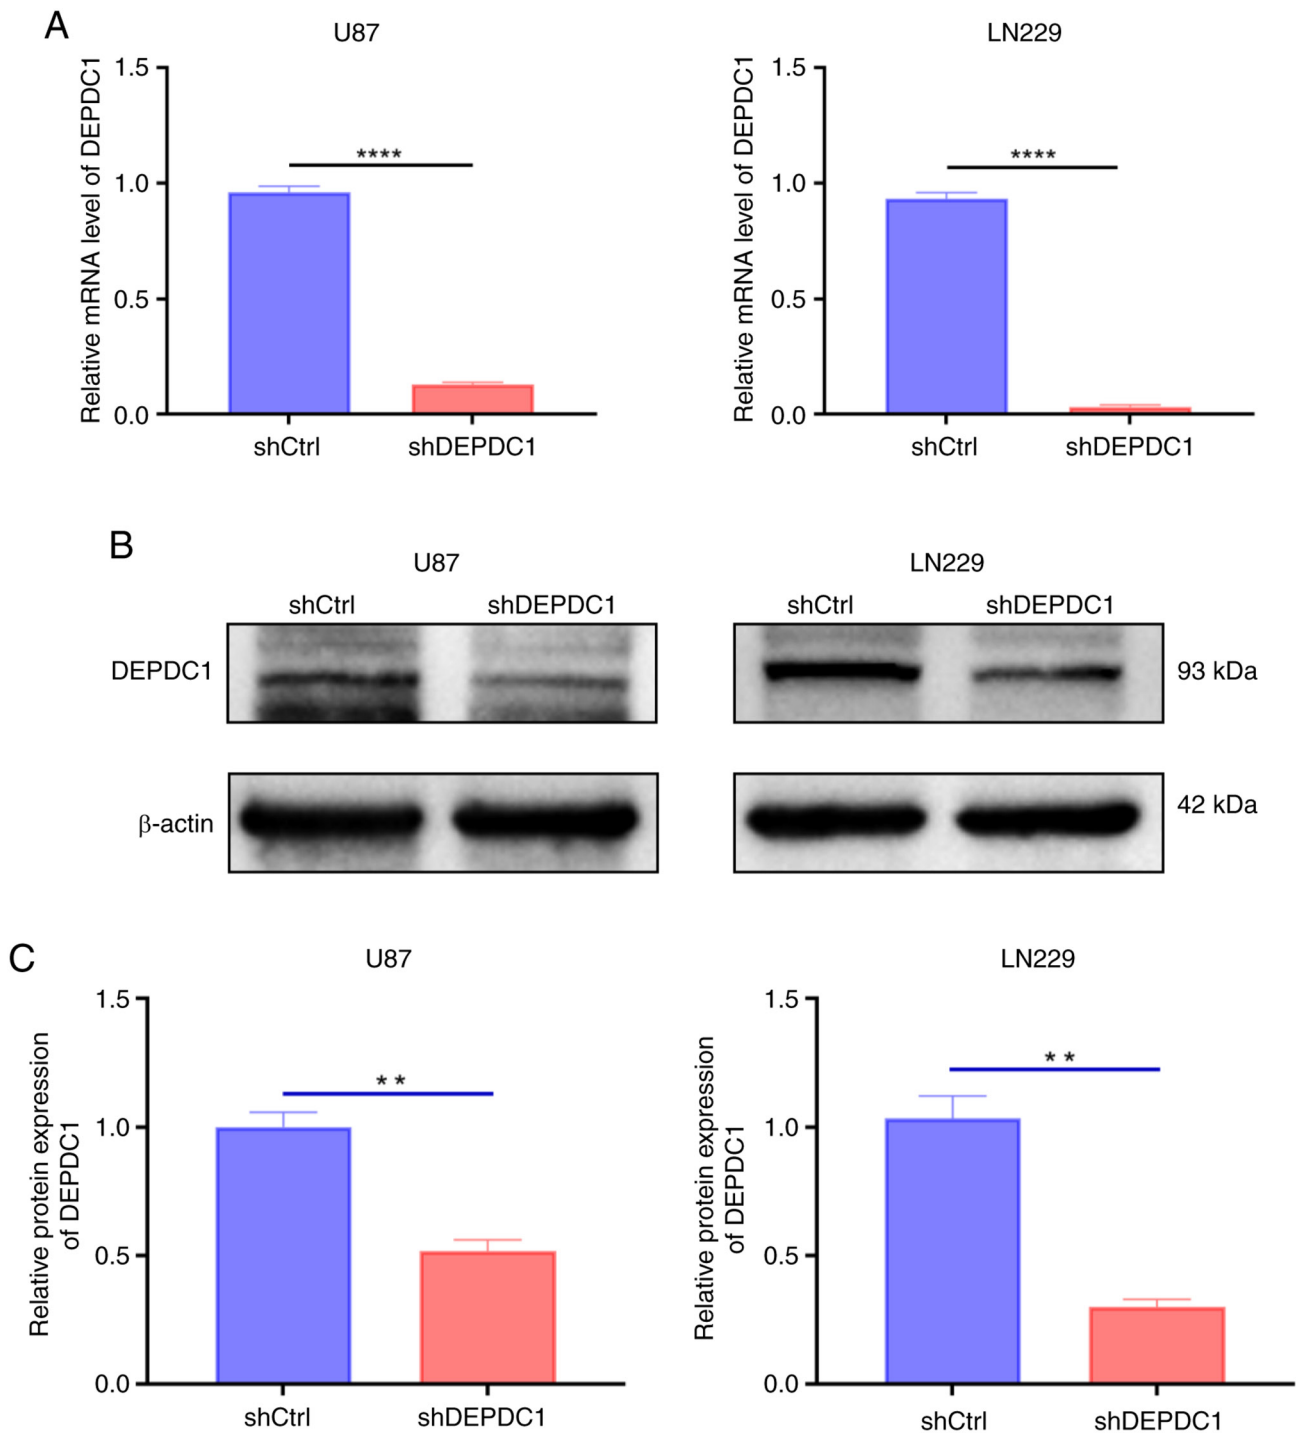 A
U87
LN229
Relative mRNA level of DEPDC1
1.5
1.0
0.5
0.0
****
shCtrl
shDEPDC1
Relative mRNA level of DEPDC1
1.5
1.0
0.5
0.0
****
shCtrl
shDEPDC1
B
U87
LN229
shCtrl
shDEPDC1
shCtrl
shDEPDC1
DEPDC1
93 kDa
β-actin
42 kDa
C
U87
LN229
Relative protein expression
of DEPDC1
1.5
1.0
0.5
0.0
**
shCtrl
shDEPDC1
Relative protein expression
of DEPDC1
1.5
1.0
0.5
0.0
**
shCtrl
shDEPDC1